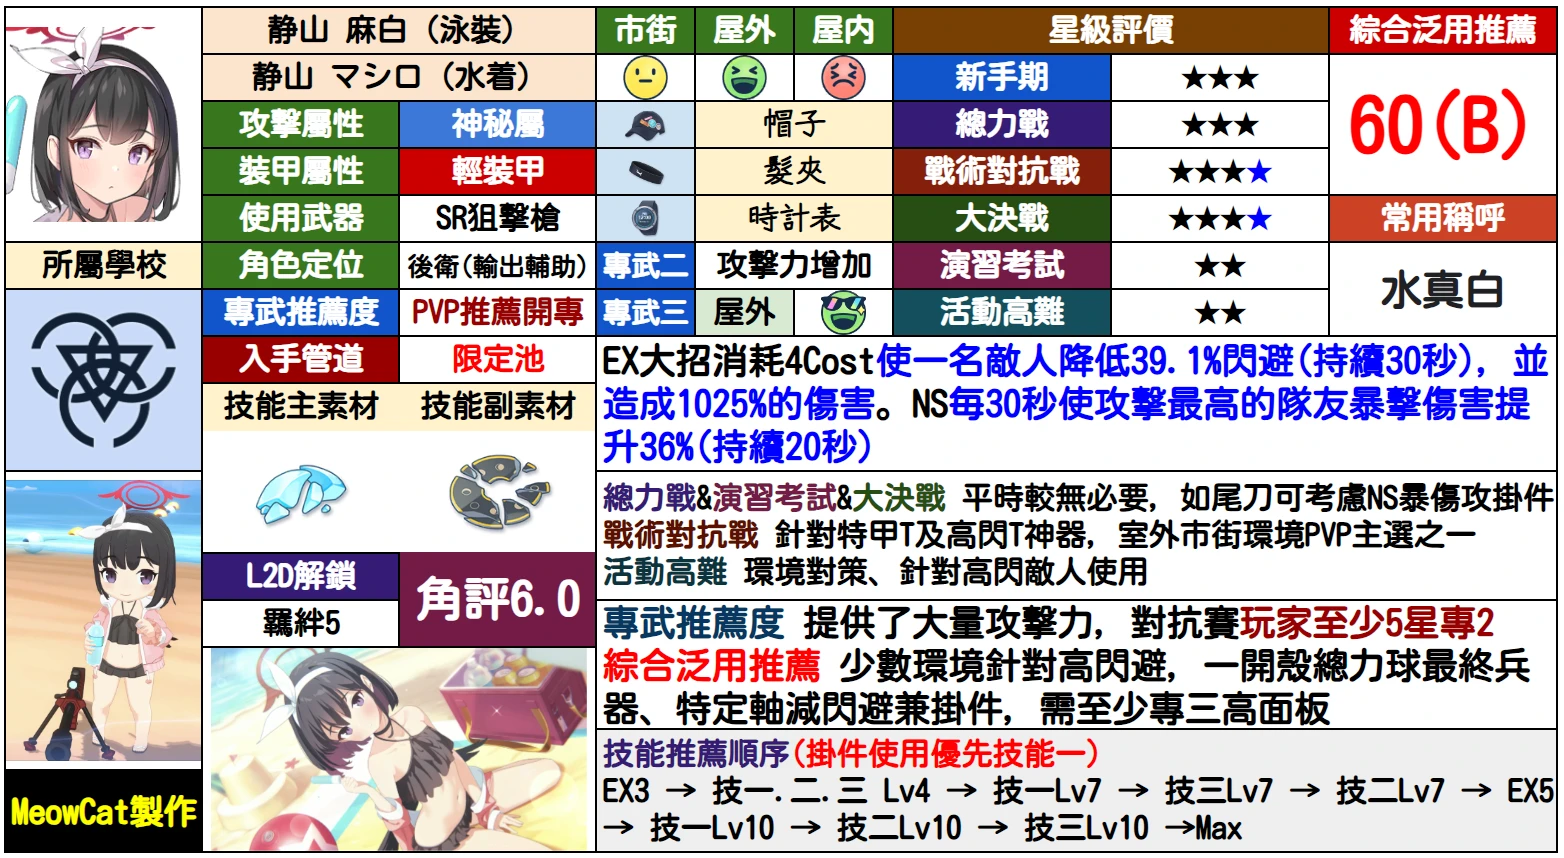 静山 麻白（泳裝）
静山 マシロ（水着）
市街 屋外 屋內
星級評價
綜合泛用推薦
60(B)
攻擊屬性 神秘屬
裝甲屬性 輕裝甲
使用武器 SR狙擊槍
角色定位 後衛(輸出輔助)
專武推薦度 PVP推薦開專
入手管道 限定池
帽子
髮夾
時計表
專武二 攻擊力增加
專武三 屋外
新手期 ★★★
總力戰 ★★★
戰術對抗戰 ★★★★
大決戰 ★★★★
演習考試 ★★
活動高難 ★★
常用稱呼
水真白
所屬學校
技能主素材 技能副素材
L2D解鎖
羈絆5
角評6.0
EX大招消耗4Cost使一名敵人降低39.1%閃避(持續30秒)，並
造成1025%的傷害。NS每30秒使攻擊最高的隊友暴擊傷害提
升36%(持續20秒)
總力戰&演習考試&大決戰 平時較無必要，如尾刀可考慮NS暴傷攻掛件
戰術對抗戰 針對特甲T及高閃T神器，室外市街環境PVP主選之一
活動高難 環境對策、針對高閃敵人使用
專武推薦度 提供了大量攻擊力，對抗賽玩家至少5星專2
綜合泛用推薦 少數環境針對高閃避，一開殼總力球最終兵
器、特定軸減閃避兼掛件，需至少專三高面板
技能推薦順序(掛件使用優先技能一)
EX3 → 技一.二.三 Lv4 → 技一Lv7 → 技三Lv7 → 技二Lv7 → EX5
→ 技一Lv10 → 技二Lv10 → 技三Lv10 →Max
MeowCat製作